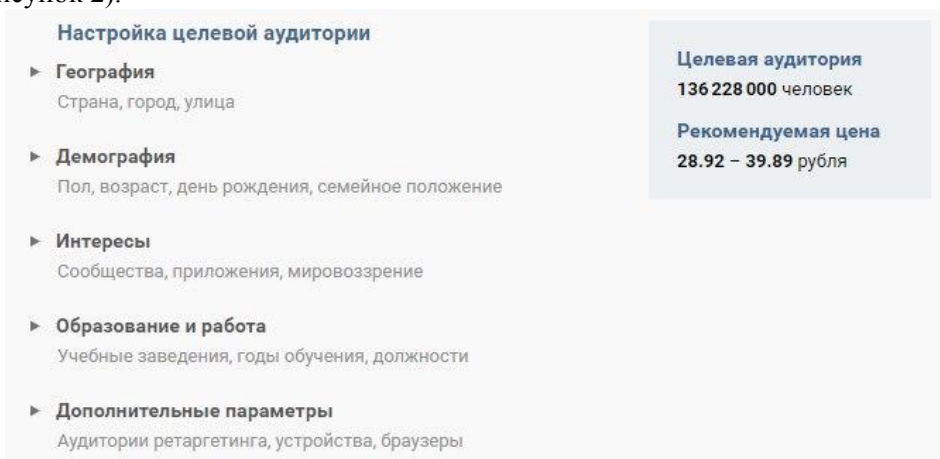 исунок 2).
Настройка целевой аудитории
География
Страна, город, улица
Демография
Пол, возраст, день рождения, семейное положение
Интересы
Сообщества, приложения, мировоззрение
Образование и работа
Учебные заведения, годы обучения, должности
Дополнительные параметры
Аудитории ретаргетинга, устройства, браузеры
Целевая аудитория
136 228 000 человек
Рекомендуемая цена
28.92 – 39.89 рубля